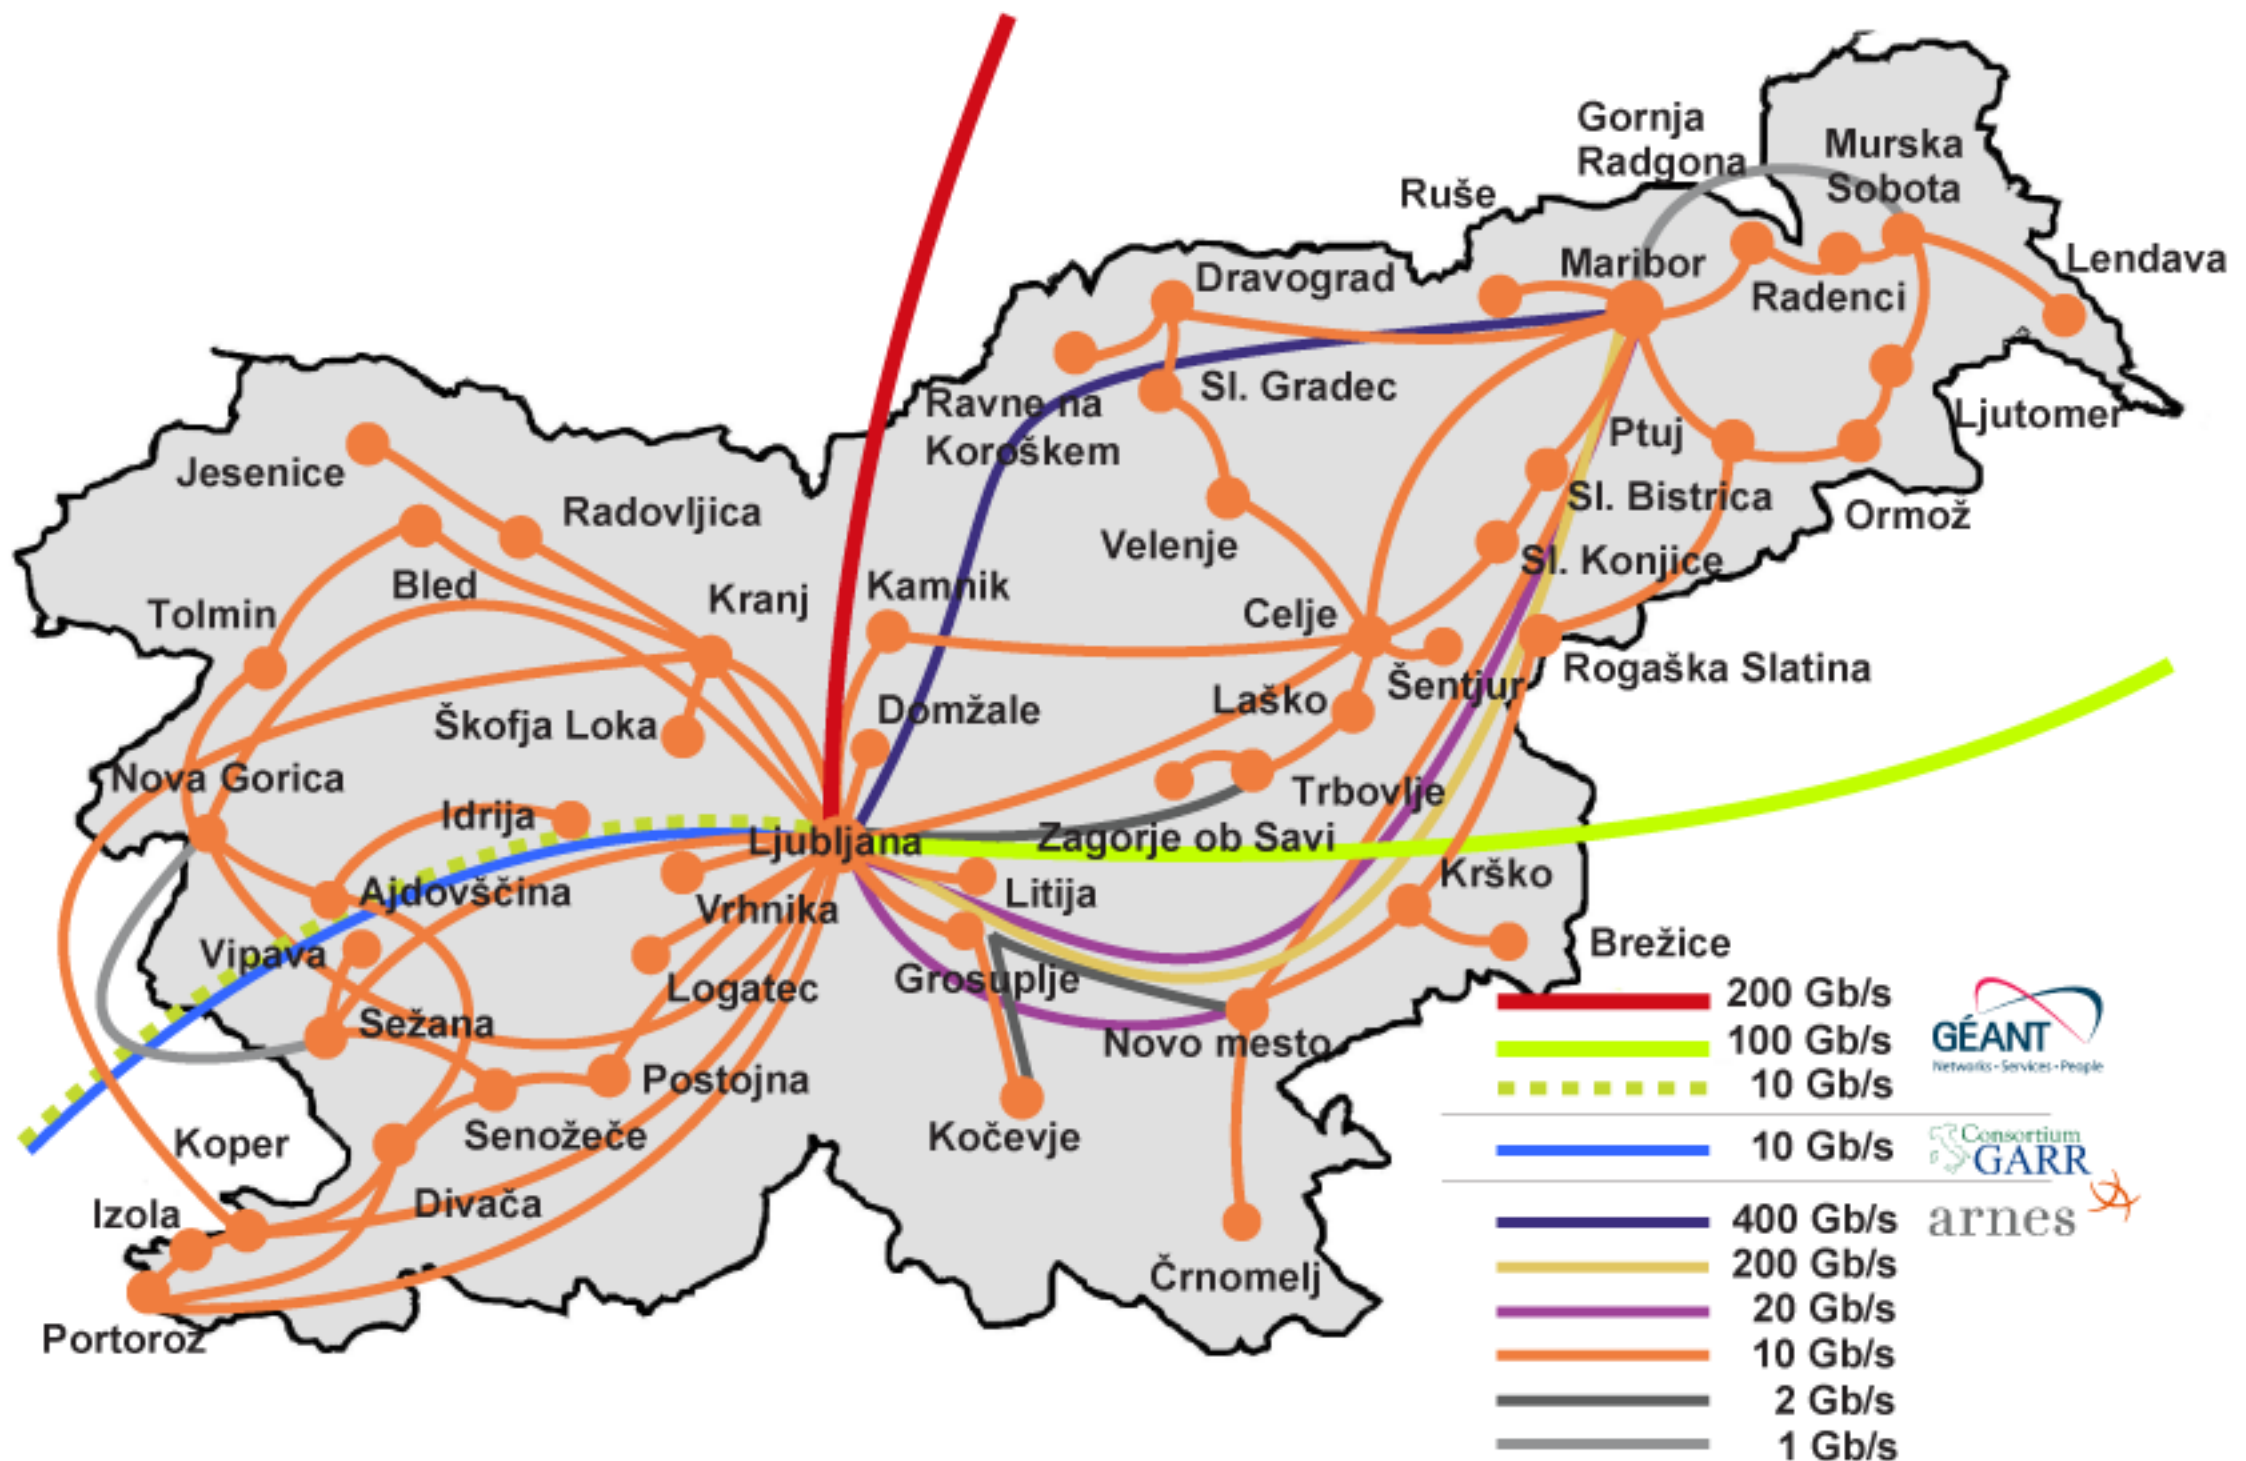 Gornja
Radgona
Murska
Sobota
Ruše
Maribor
Lendava
Dravograd
Radenci
Sl. Gradec
Ravne na
Koroškem
Ljutomer
Ptuj
Jesenice
Radovljica
Sl. Bistrica
Ormož
Velenje
Sl. Konjice
Bled
Kamnik
Kranj
Tolmin
Celje
Rogaška Slatina
Šentjur
Laško
Domžale
Škofja Loka
Nova Gorica
Trbovlje
Idrija
Ljubljana
Zagorje ob Savi
Krško
Ajdovščina
Litija
Vrhnika
Brežice
Vipava
Grosuplje
Logatec
Sežana
Novo mesto
Postojna
Senožeče
Kočevje
Koper
Divača
Izola
Črnomelj
Portorož
200 Gb/s
100 Gb/s
10 Gb/s
GÉANT
Networks • Services • People
10 Gb/s
Consortium
GARR
400 Gb/s
arnes
200 Gb/s
20 Gb/s
10 Gb/s
2 Gb/s
1 Gb/s